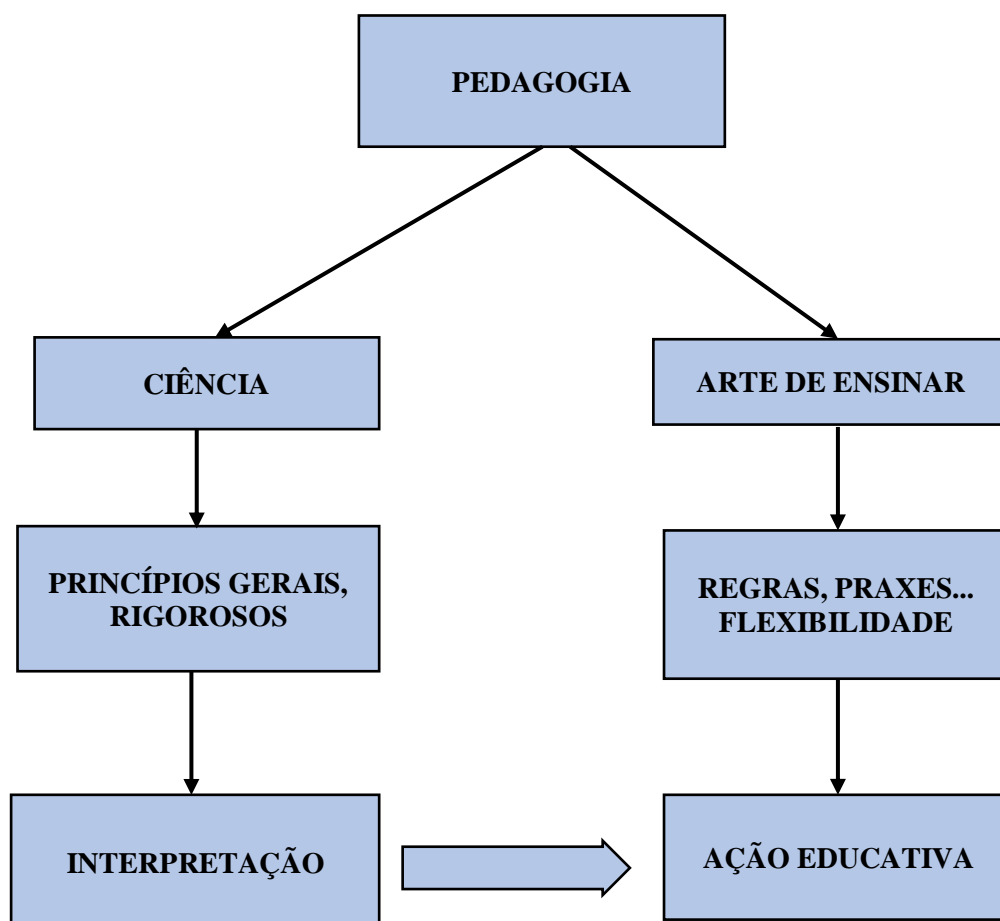 PEDAGOGIA
CIÊNCIA
ARTE DE ENSINAR
PRINCÍPIOS GERAIS,
RIGOROSOS
REGRAS, PRAXES...
FLEXIBILIDADE
INTERPRETAÇÃO
AÇÃO EDUCATIVA